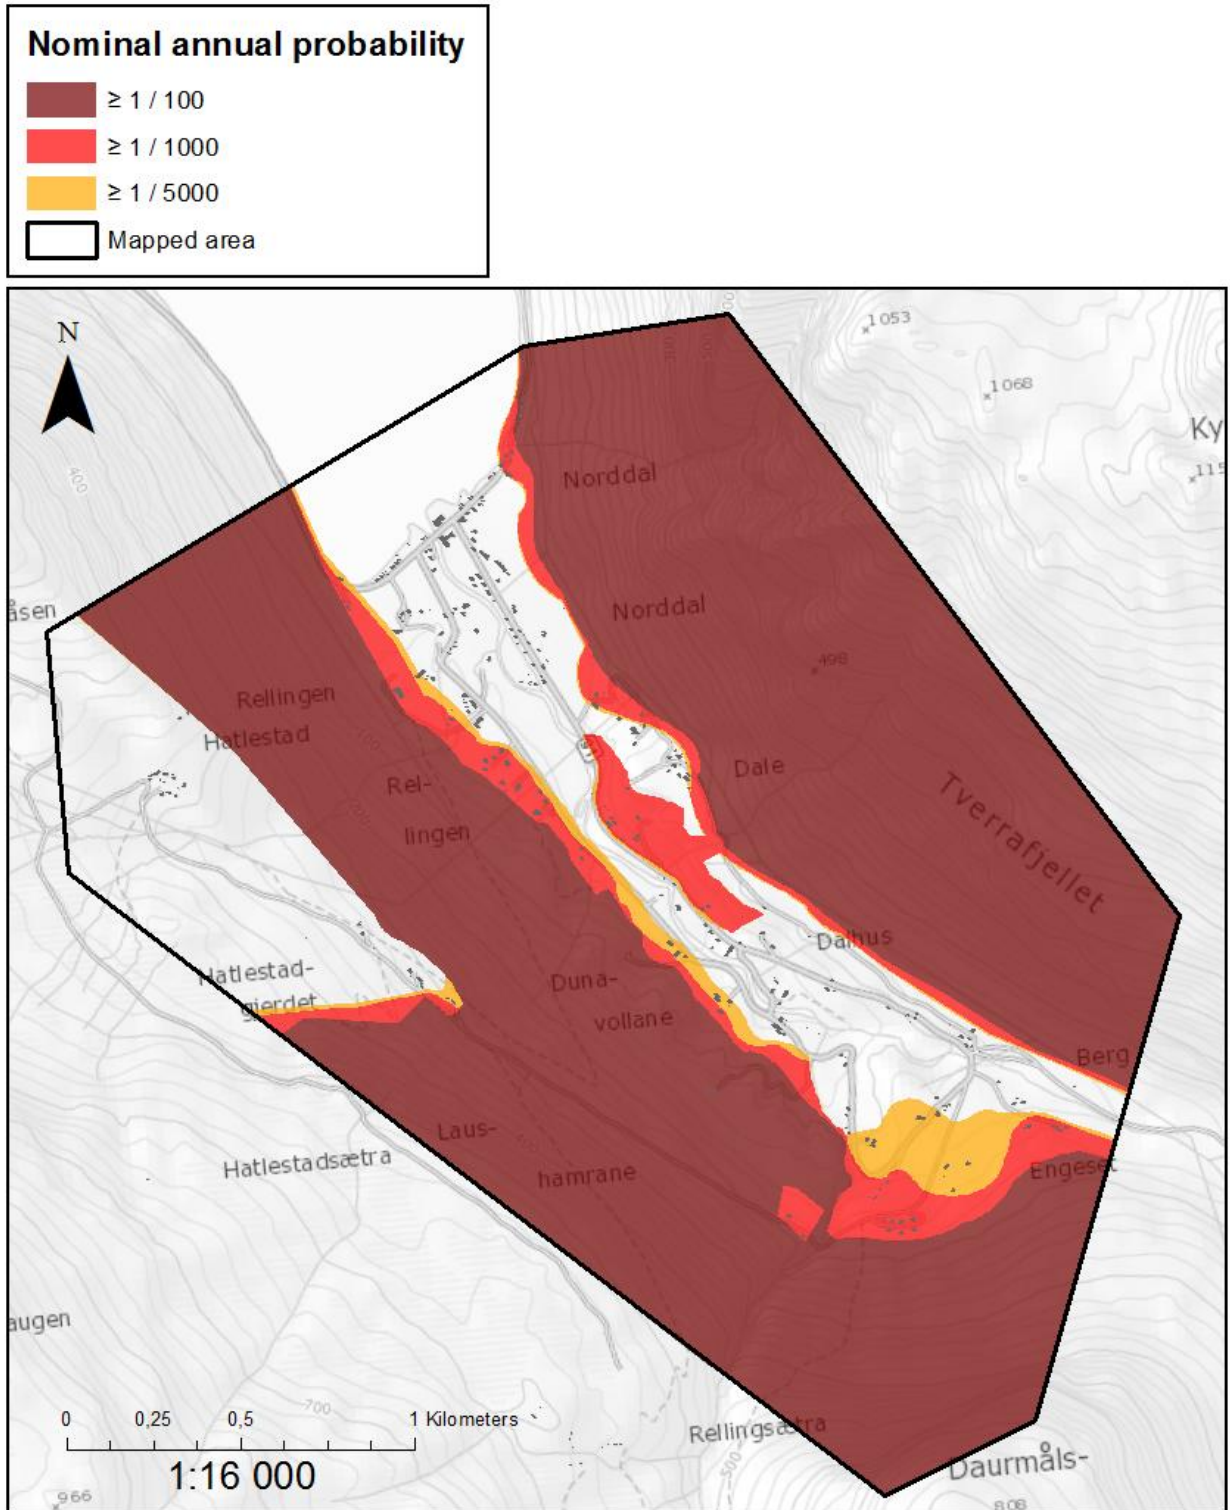 Nominal annual probability
≥ 1 / 100
≥ 1 / 1000
≥ 1 / 5000
Mapped area
N
1053
1068
Ky
115
400
Norddal
åsen
Norddal
498
Rellingen
Hatlestad
Rel-
lingen
Dale
Tverrafjellet
Dalhus
Hatlestad-
gjerdet
Duna-
vollane
Berg
Laus-
hamrane
Hatlestadsætra
Engeset
augen
0 0,25 0,5 1 Kilometers
700
1:16 000
Rellingsætra
500
Daurmåls-
966
808